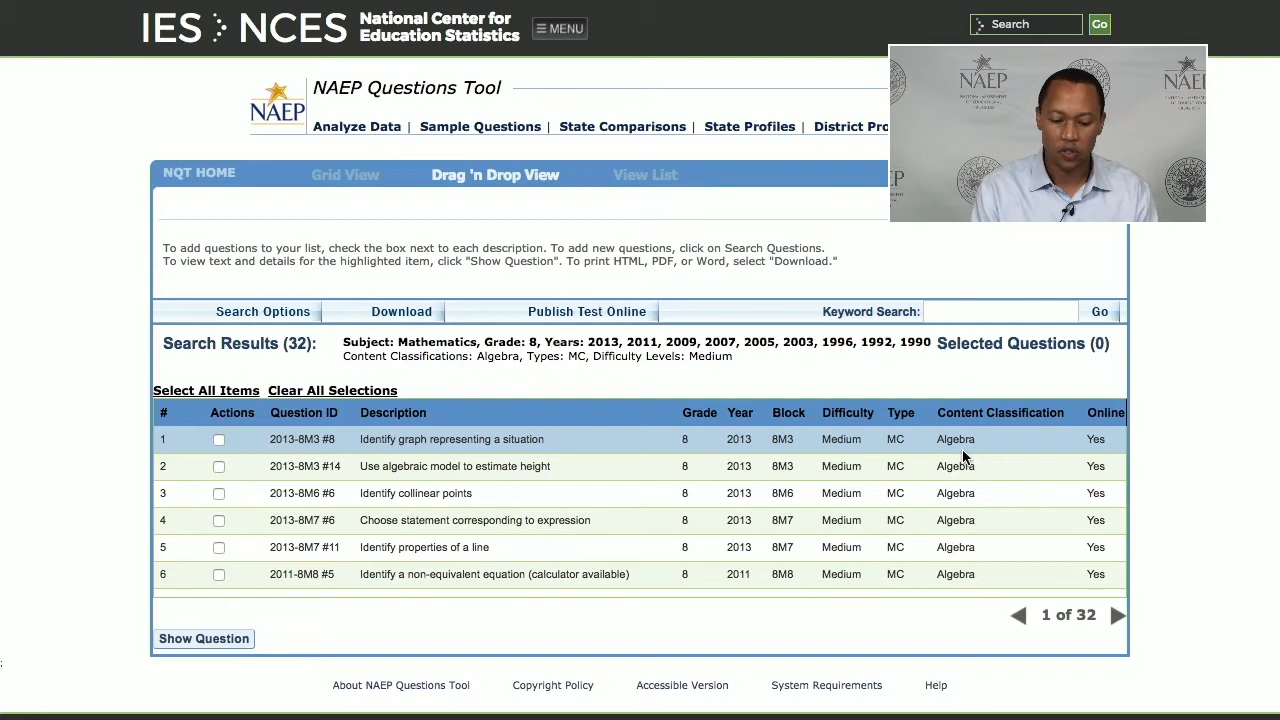 IES NCES National Center for
Education Statistics
☰ MENU
Search
Go
NAEP
NAEP Questions Tool
Analyze Data | Sample Questions | State Comparisons | State Profiles | District Pro
NAEP
NAEP
NQT HOME
Grid View
Drag 'n Drop View
View List
To add questions to your list, check the box next to each description. To add new questions, click on Search Questions.
To view text and details for the highlighted item, click "Show Question". To print HTML, PDF, or Word, select "Download."
Search Options
Download
Publish Test Online
Keyword Search:
Go
Search Results (32):
Subject: Mathematics, Grade: 8, Years: 2013, 2011, 2009, 2007, 2005, 2003, 1996, 1992, 1990
Content Classifications: Algebra, Types: MC, Difficulty Levels: Medium
Selected Questions (0)
Select All Items Clear All Selections
# Actions Question ID Description Grade Year Block Difficulty Type Content Classification Online
1 2013-8M3 #8 Identify graph representing a situation 8 2013 8M3 Medium MC Algebra Yes
2 2013-8M3 #14 Use algebraic model to estimate height 8 2013 8M3 Medium MC Algebra Yes
3 2013-8M6 #6 Identify collinear points 8 2013 8M6 Medium MC Algebra Yes
4 2013-8M7 #6 Choose statement corresponding to expression 8 2013 8M7 Medium MC Algebra Yes
5 2013-8M7 #11 Identify properties of a line 8 2013 8M7 Medium MC Algebra Yes
6 2011-8M8 #5 Identify a non-equivalent equation (calculator available) 8 2011 8M8 Medium MC Algebra Yes
1 of 32
Show Question
;
About NAEP Questions Tool Copyright Policy Accessible Version System Requirements Help